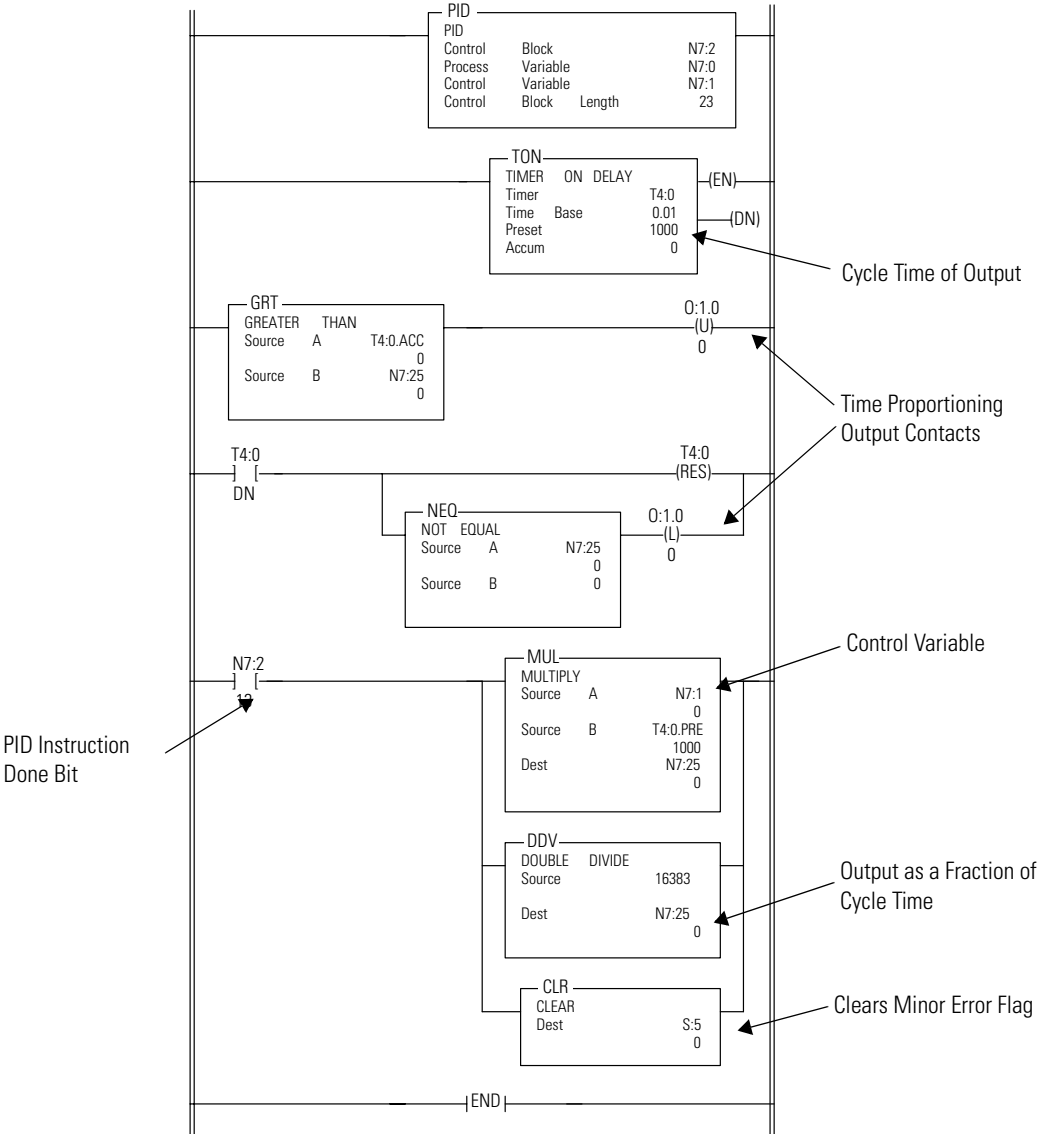 PID
PID
Control Block N7:2
Process Variable N7:0
Control Variable N7:1
Control Block Length 23
TON
TIMER ON DELAY
(EN)
Timer T4:0
Time Base 0.01
(DN)
Preset 1000
Accum 0
Cycle Time of Output
GRT
GREATER THAN
Source A T4:0.ACC
0
Source B N7:25
0
O:1.0
(U)
0
Time Proportioning
Output Contacts
T4:0
] [
DN
T4:0
(RES)
NEQ
NOT EQUAL
Source A N7:25
0
Source B 0
O:1.0
(L)
0
Control Variable
N7:2
] [
13
PID Instruction
Done Bit
MUL
MULTIPLY
Source A N7:1
0
Source B T4:0.PRE
1000
Dest N7:25
0
DDV
DOUBLE DIVIDE
Source 16383
Dest N7:25
0
Output as a Fraction of
Cycle Time
CLR
CLEAR
Dest S:5
0
Clears Minor Error Flag
END